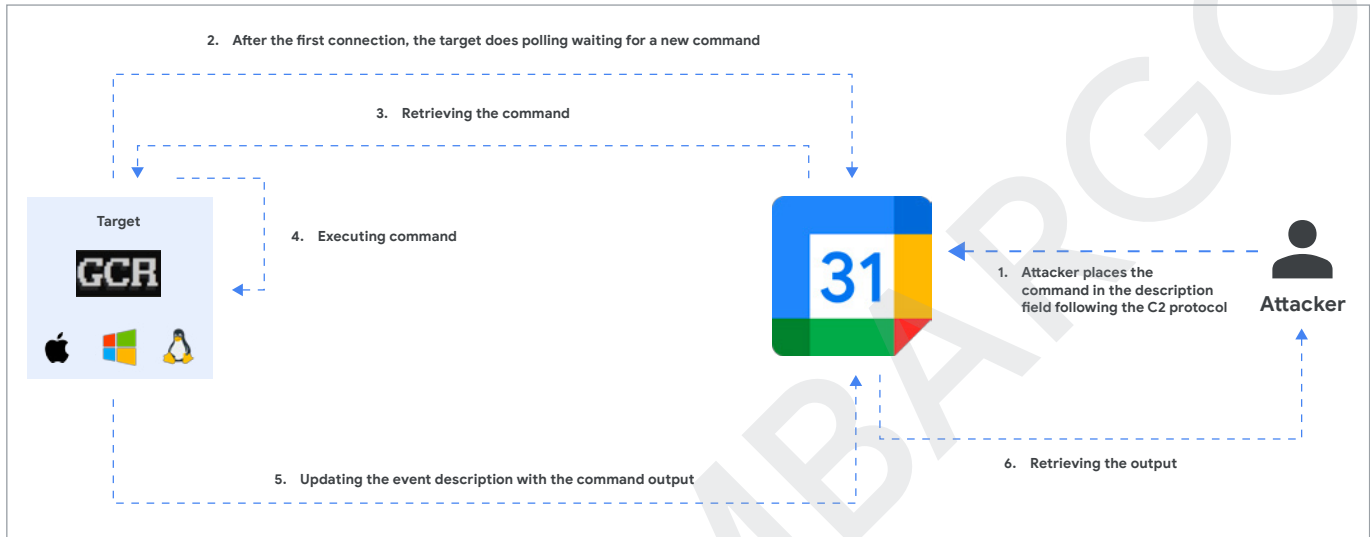 2. After the first connection, the target does polling waiting for a new command
3. Retrieving the command
Target
GCR
4. Executing command
31
1. Attacker places the
command in the description
field following the C2 protocol
Attacker
5. Updating the event description with the command output
6. Retrieving the output
MBARGO